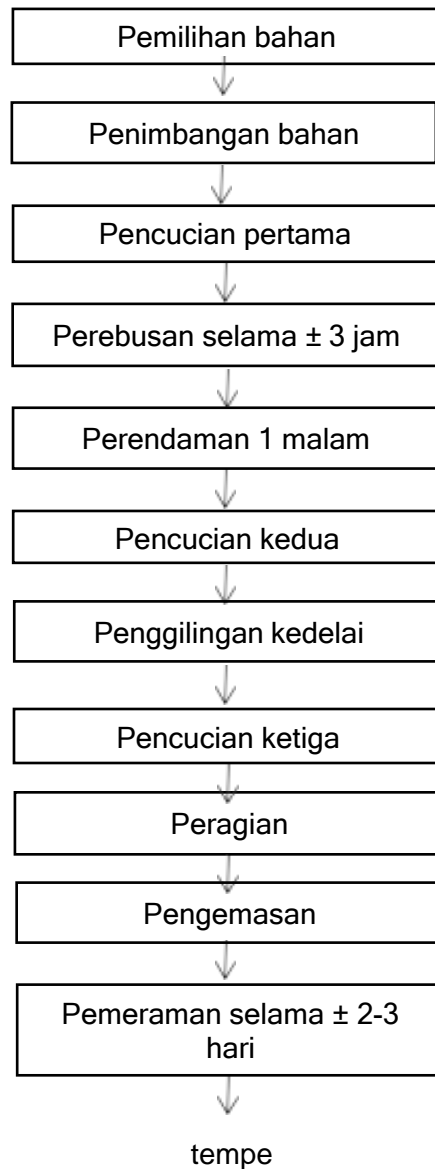 Pemilihan bahan
Penimbangan bahan
Pencucian pertama
Perebusan selama ± 3 jam
Perendaman 1 malam
Pencucian kedua
Penggilingan kedelai
Pencucian ketiga
Peragian
Pengemasan
Pemeraman selama ± 2-3
hari
tempe